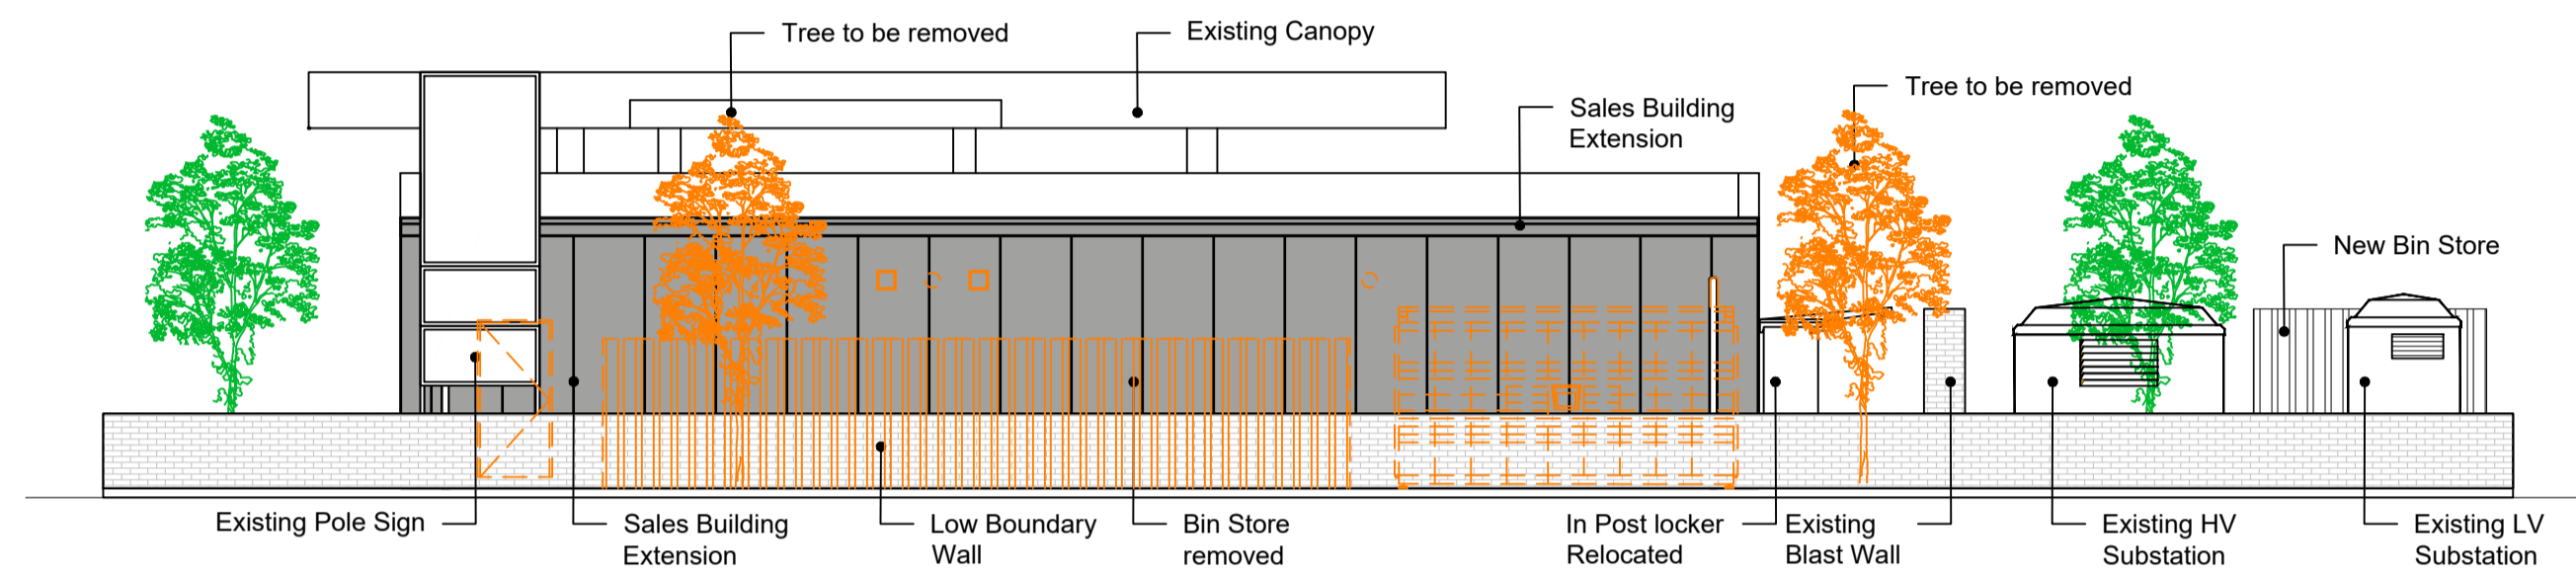 Tree to be removed
Existing Canopy
Tree to be removed
Sales Building
Extension
New Bin Store
Existing Pole Sign
Sales Building
Extension
Low Boundary
Wall
Bin Store
removed
In Post locker
Relocated
Existing
Blast Wall
Existing HV
Substation
Existing LV
Substation